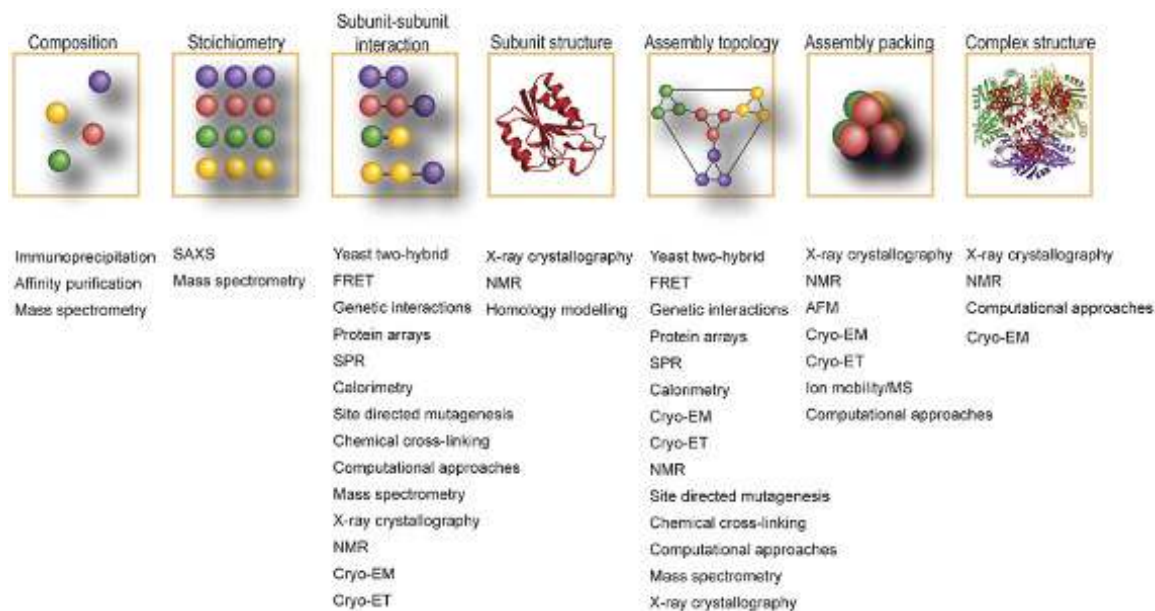 Composition
Stoichiometry
Subunit-subunit
interaction
Subunit structure
Assembly topology
Assembly packing
Complex structure
Immunoprecipitation
Affinity purification
Mass spectrometry
SAXS
Mass spectrometry
Yeast two-hybrid
FRET
Genetic interactions
Protein arrays
SPR
Calorimetry
Site directed mutagenesis
Chemical cross-linking
Computational approaches
Mass spectrometry
X-ray crystallography
NMR
Cryo-EM
Cryo-ET
X-ray crystallography
NMR
Homology modelling
Yeast two-hybrid
FRET
Genetic interactions
Protein arrays
SPR
Calorimetry
Cryo-EM
Cryo-ET
NMR
Site directed mutagenesis
Chemical cross-linking
Computational approaches
Mass spectrometry
X-ray crystallography
X-ray crystallography
NMR
AFM
Cryo-EM
Cryo-ET
Ion mobility/MS
Computational approaches
X-ray crystallography
NMR
Computational approaches
Cryo-EM